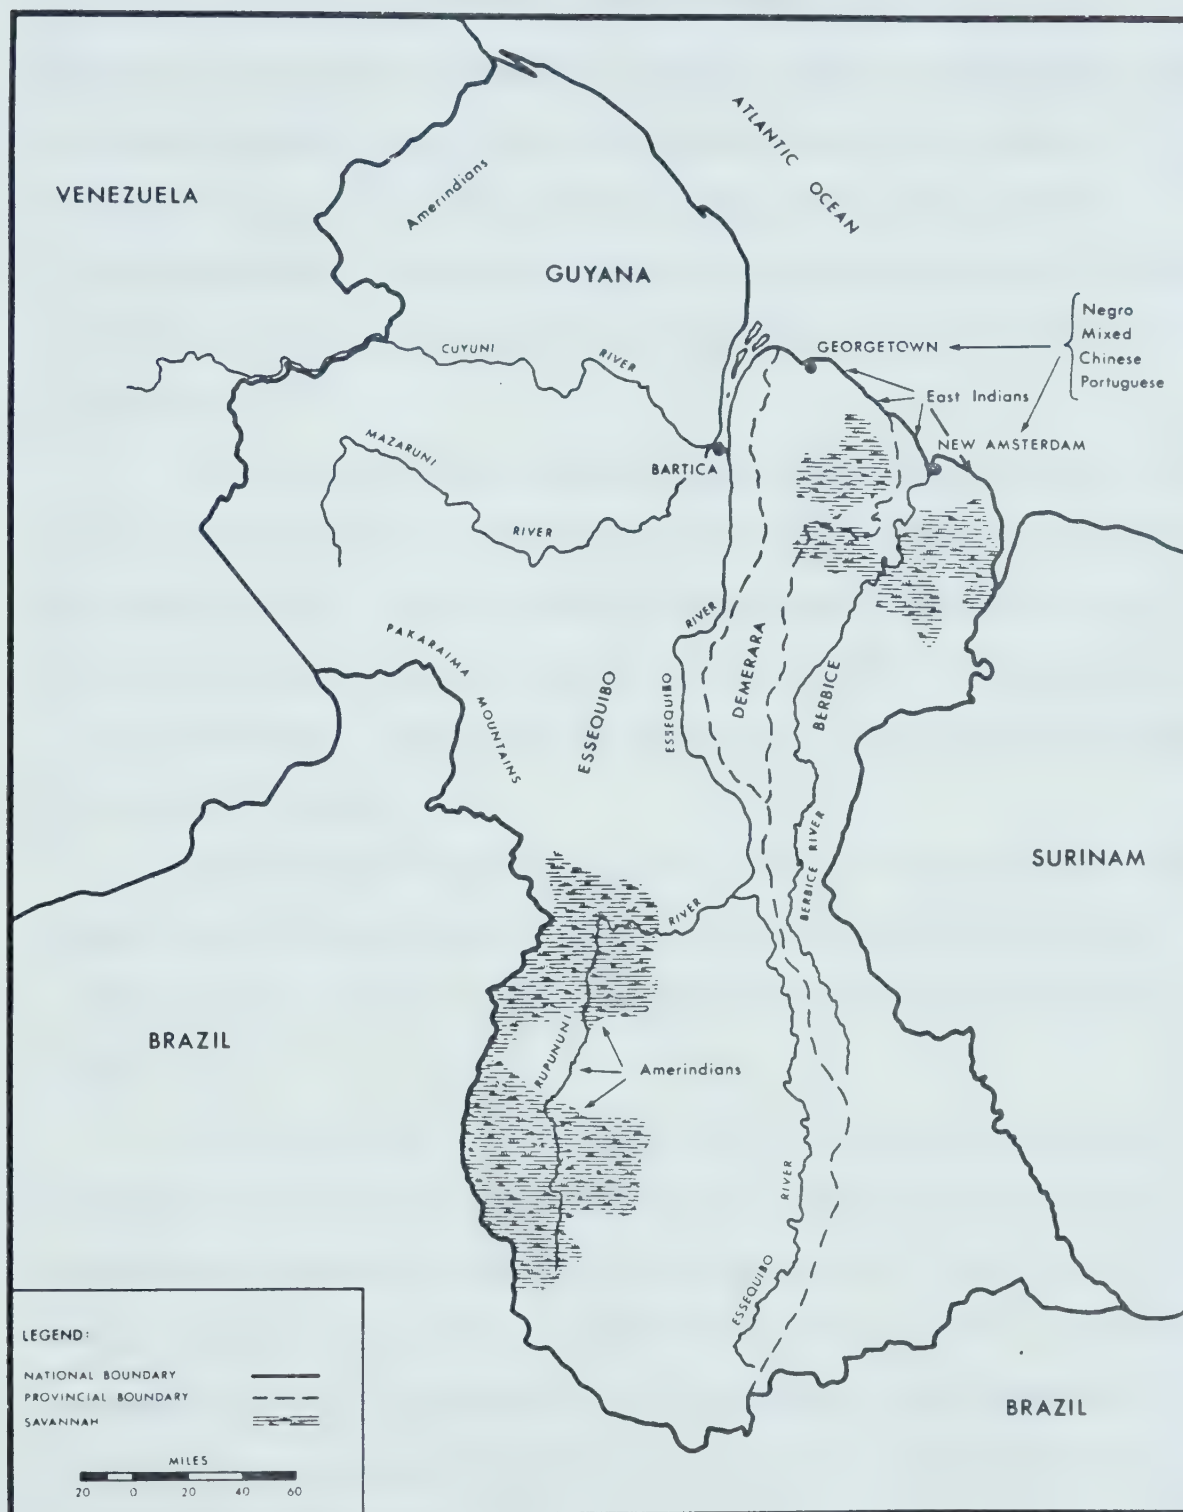 ATLANTIC OCEAN
VENEZUELA
Amerindians
GUYANA
Negro
Mixed
Chinese
Portuguese
GEORGETOWN
CUYUNI RIVER
East Indians
NEW AMSTERDAM
MAZARUNI RIVER
BARTICA
PAKARAIMA MOUNTAINS
ESSEQUIBO
ESSEQUIBO RIVER
DEMERARA
BERBICE
BERBICE RIVER
SURINAM
RUPUNUNI RIVER
BRAZIL
Amerindians
ESSEQUIBO RIVER
BRAZIL
LEGEND:
NATIONAL BOUNDARY
PROVINCIAL BOUNDARY
SAVANNAH
MILES
20 0 20 40 60